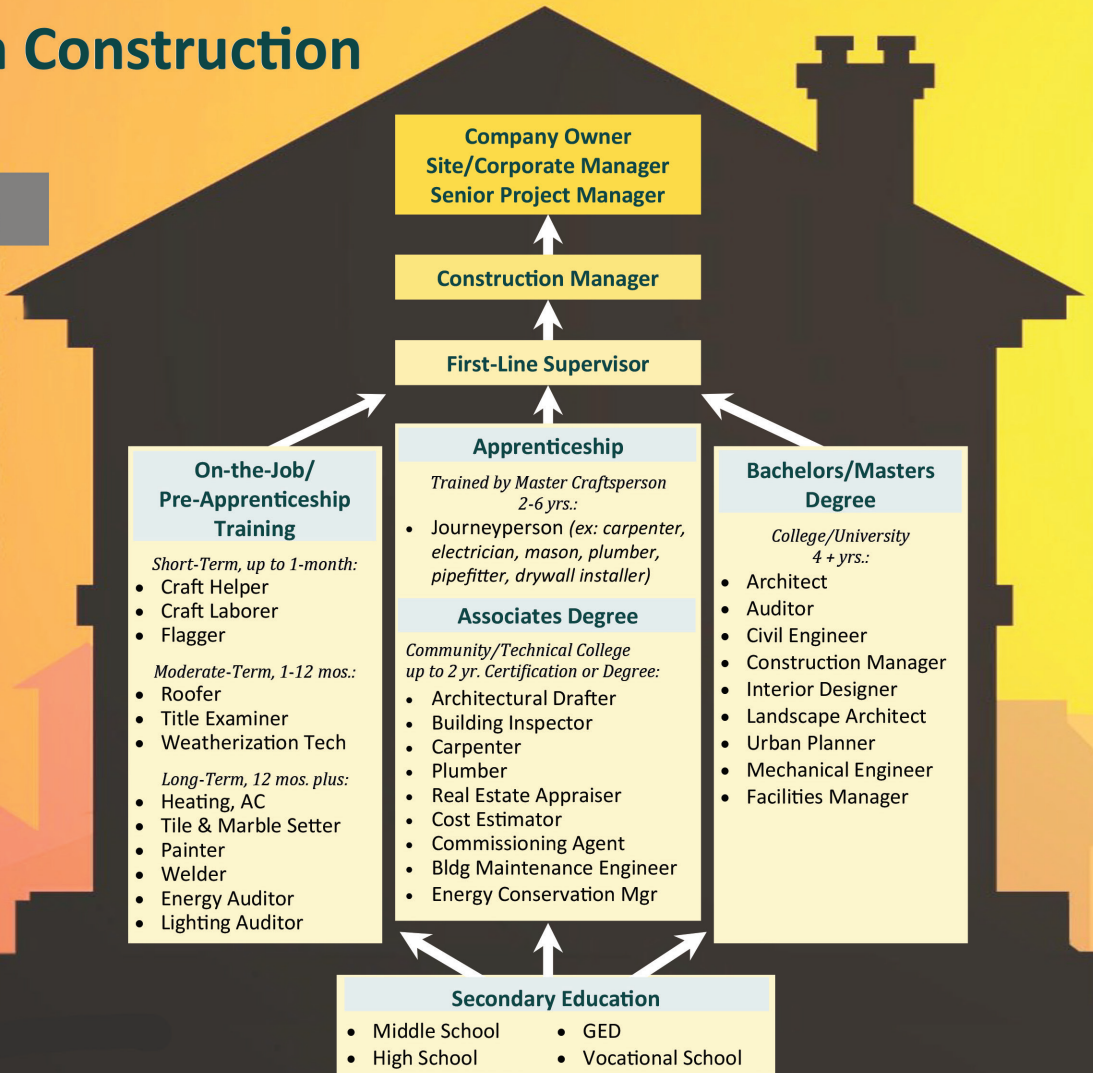 Construction
Company Owner
Site/Corporate Manager
Senior Project Manager
Construction Manager
First-Line Supervisor
On-the-Job/
Pre-Apprenticeship
Training
Short-Term, up to 1-month:
• Craft Helper
• Craft Laborer
• Flagger
Moderate-Term, 1-12 mos.:
• Roofer
• Title Examiner
• Weatherization Tech
Long-Term, 12 mos. plus:
• Heating, AC
• Tile & Marble Setter
• Painter
• Welder
• Energy Auditor
• Lighting Auditor
Apprenticeship
Trained by Master Craftsperson
2-6 yrs.:
• Journeyperson (ex: carpenter,
electrician, mason, plumber,
pipefitter, drywall installer)
Associates Degree
Community/Technical College
up to 2 yr. Certification or Degree:
• Architectural Drafter
• Building Inspector
• Carpenter
• Plumber
• Real Estate Appraiser
• Cost Estimator
• Commissioning Agent
• Bldg Maintenance Engineer
• Energy Conservation Mgr
Bachelors/Masters
Degree
College/University
4 + yrs.:
• Architect
• Auditor
• Civil Engineer
• Construction Manager
• Interior Designer
• Landscape Architect
• Urban Planner
• Mechanical Engineer
• Facilities Manager
Secondary Education
• Middle School • GED
• High School • Vocational School